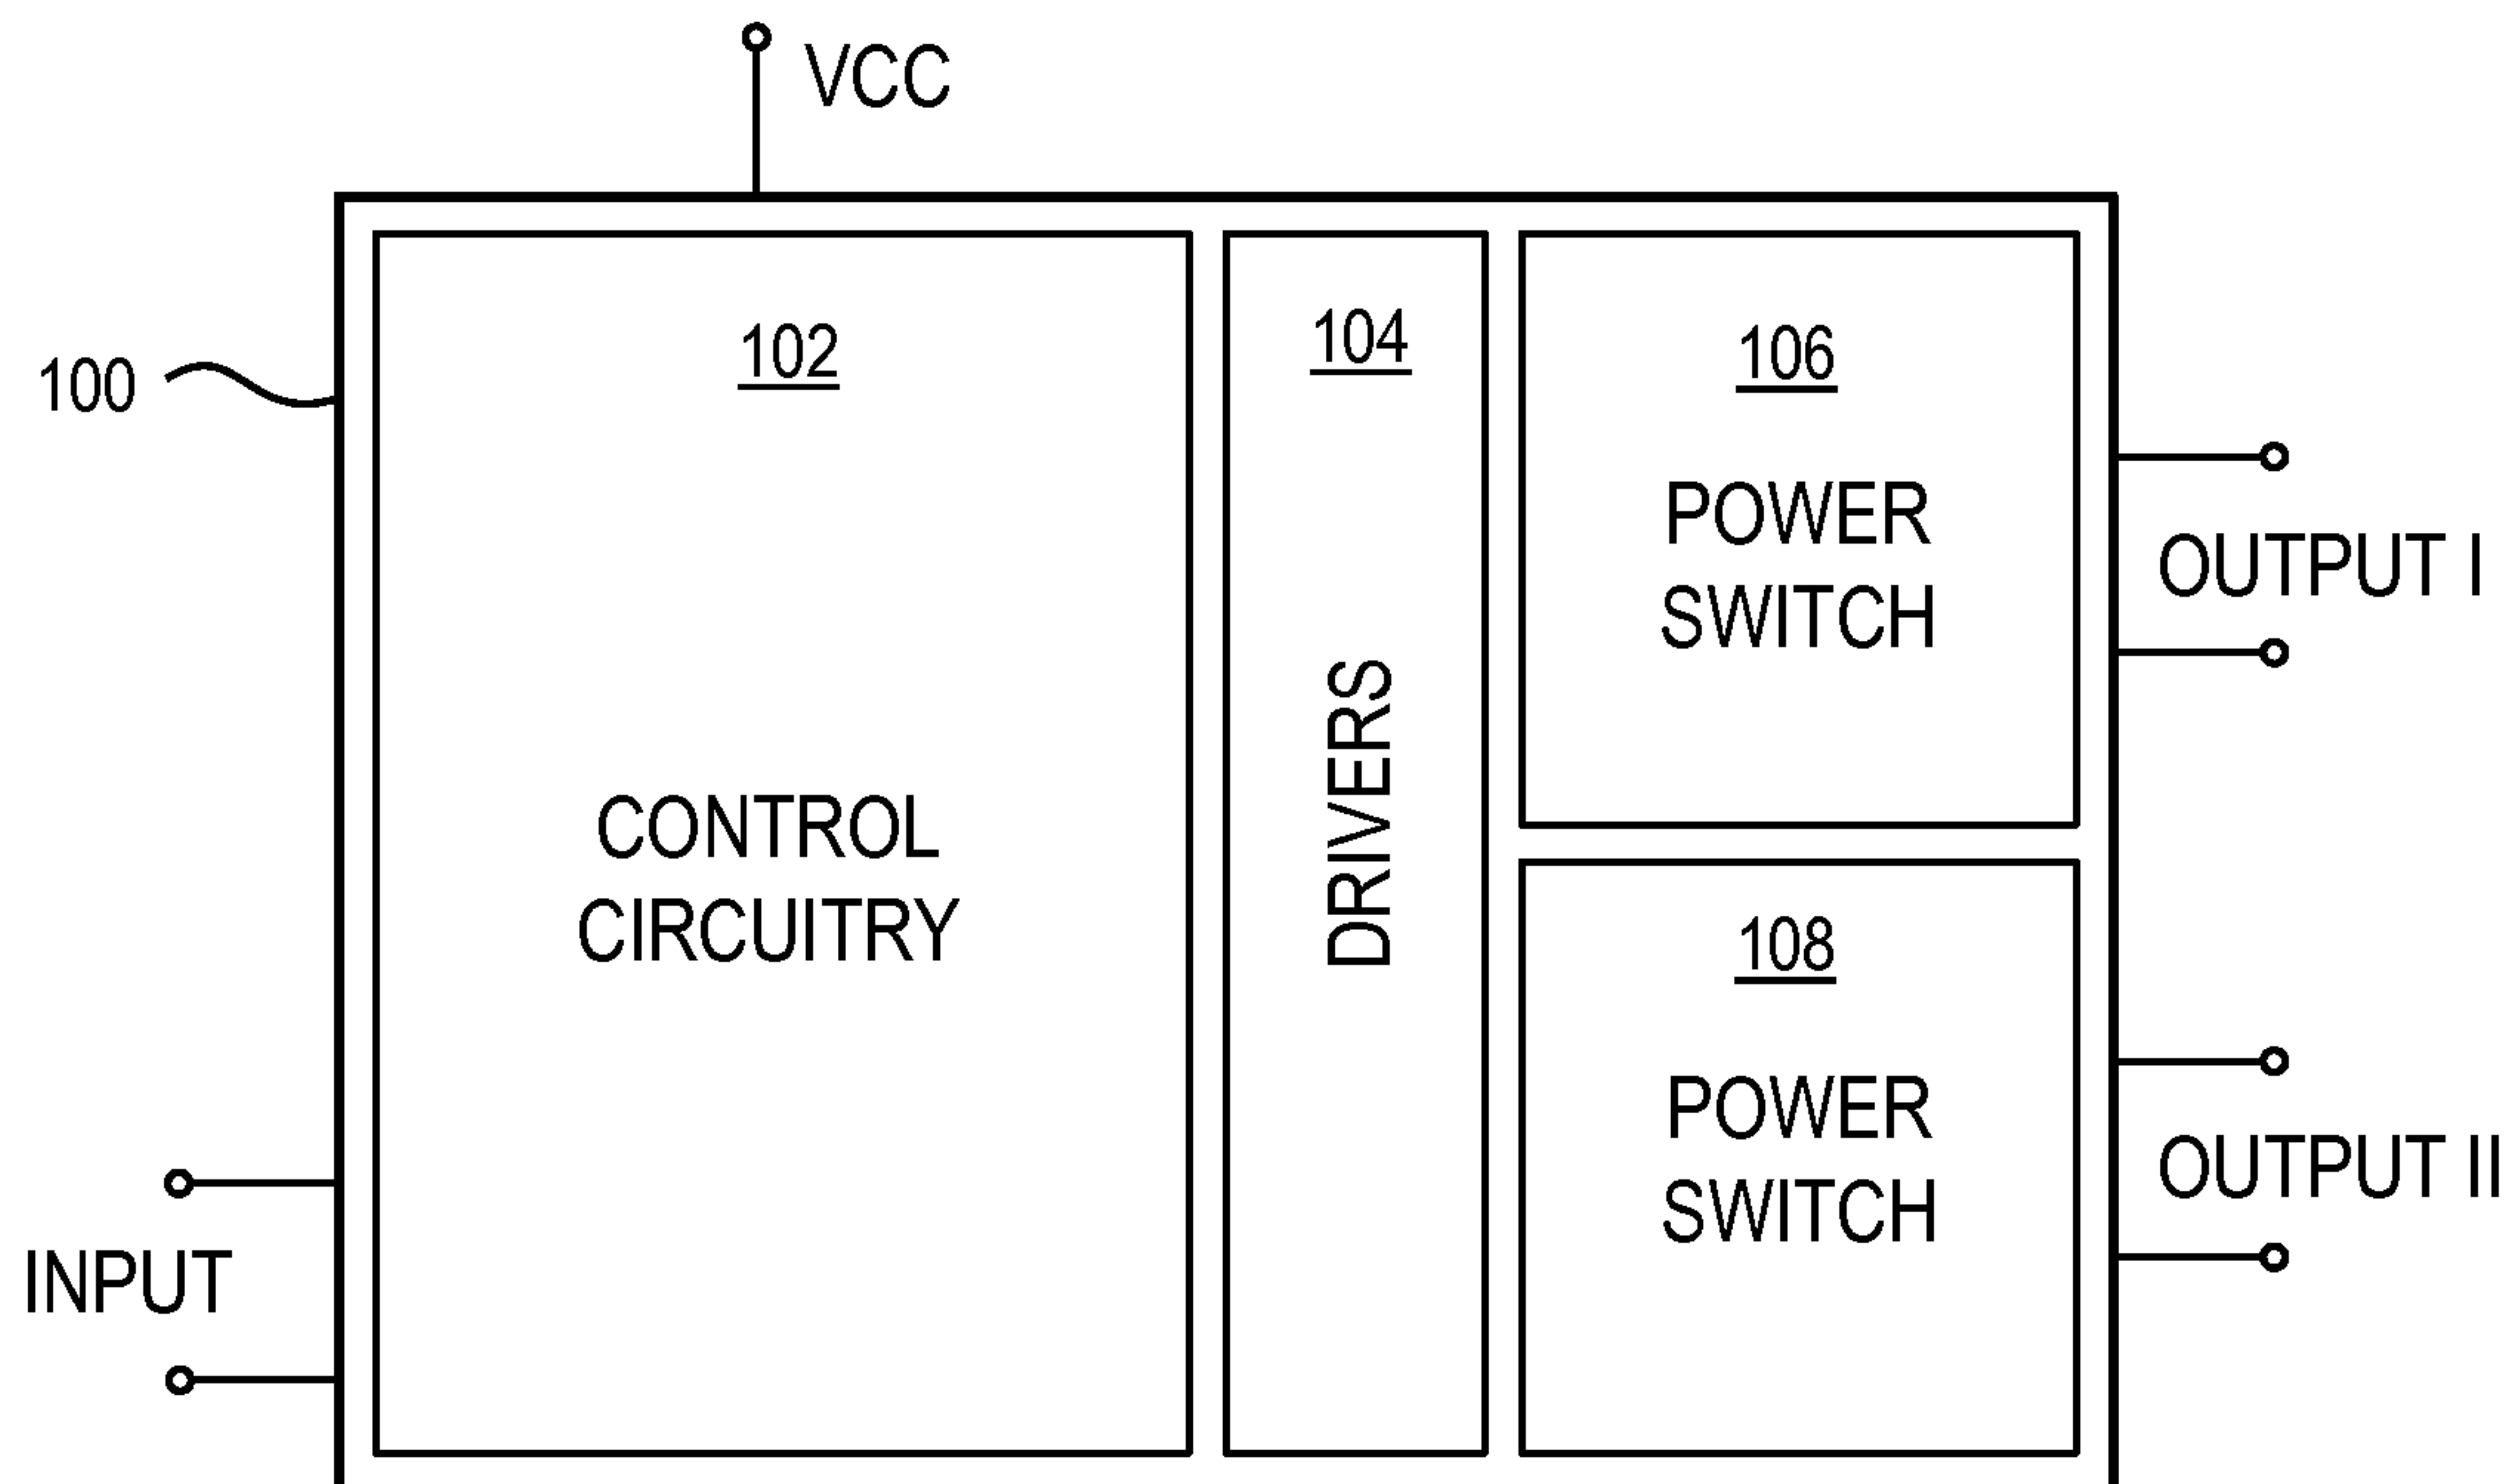 VCC
100
102
104
106
POWER
SWITCH
OUTPUT I
CONTROL
CIRCUITRY
DRIVERS
108
POWER
SWITCH
OUTPUT II
INPUT